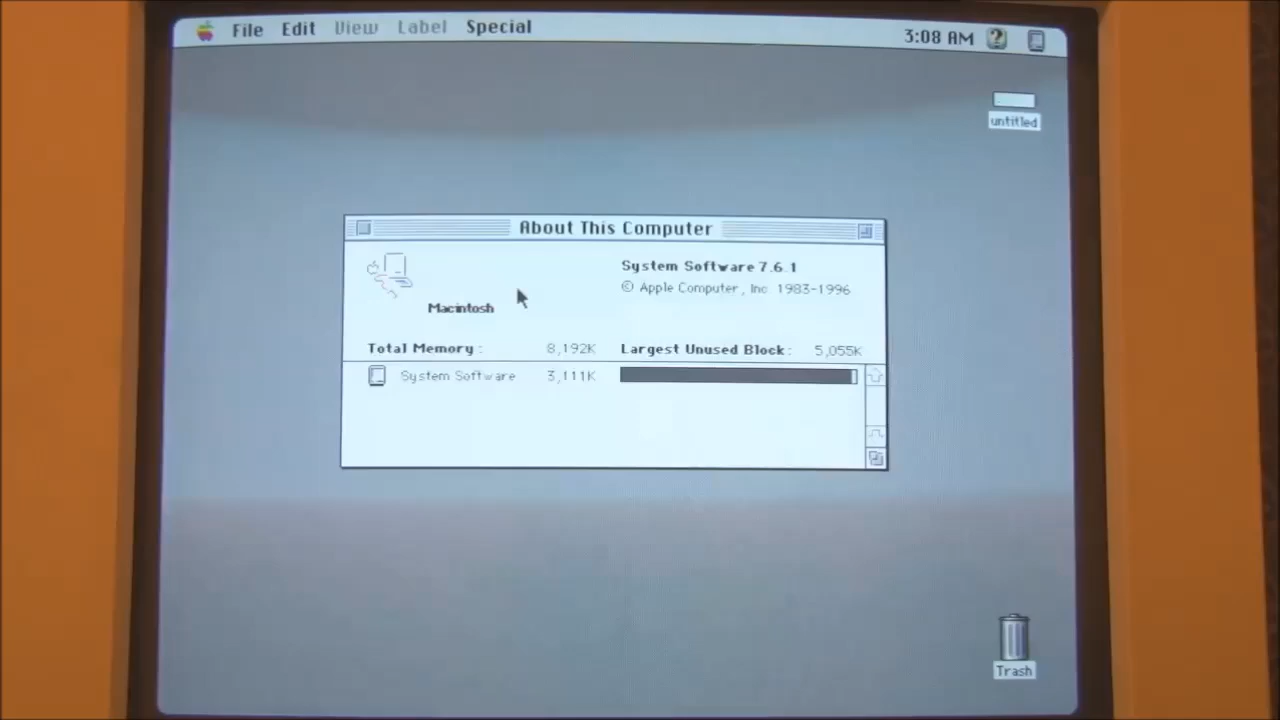 File Edit View Label Special 3:08 AM
untitled
About This Computer
System Software 7.6.1
© Apple Computer, Inc. 1983-1996
Macintosh
Total Memory: 8,192K Largest Unused Block: 5,055K
System Software 3,111K
Trash